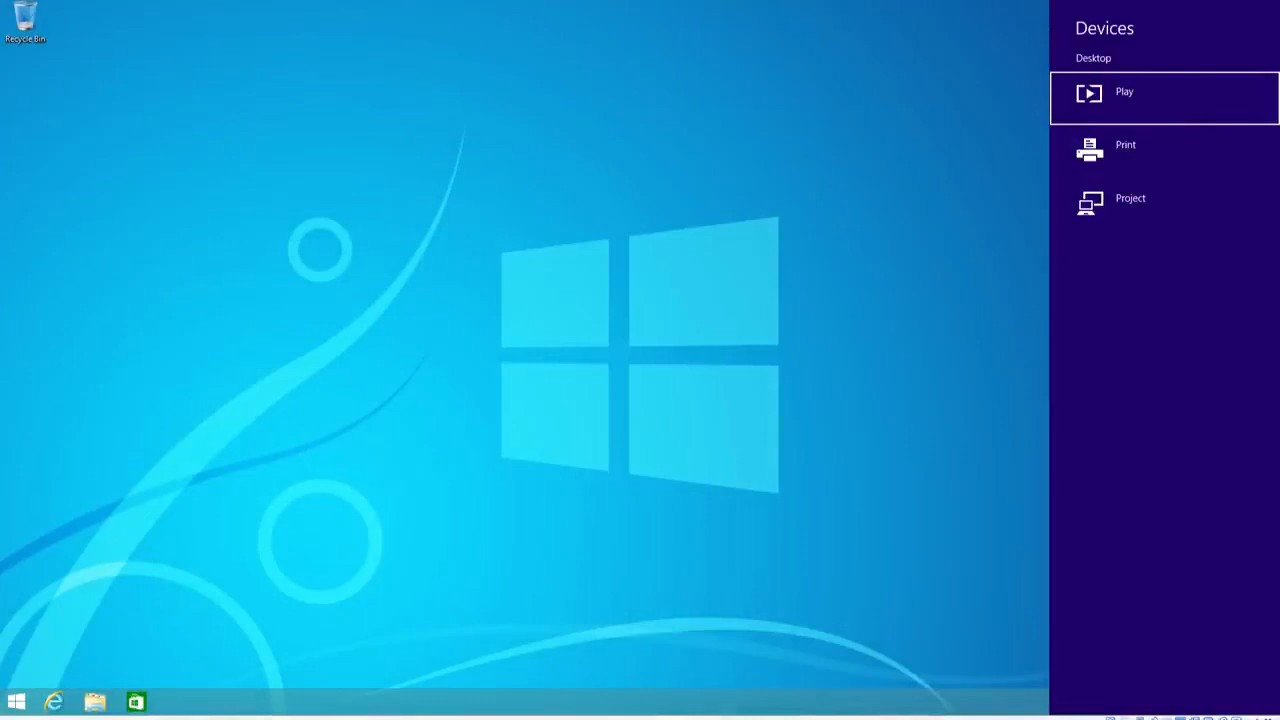 Recycle Bin
Devices
Desktop
Play
Print
Project